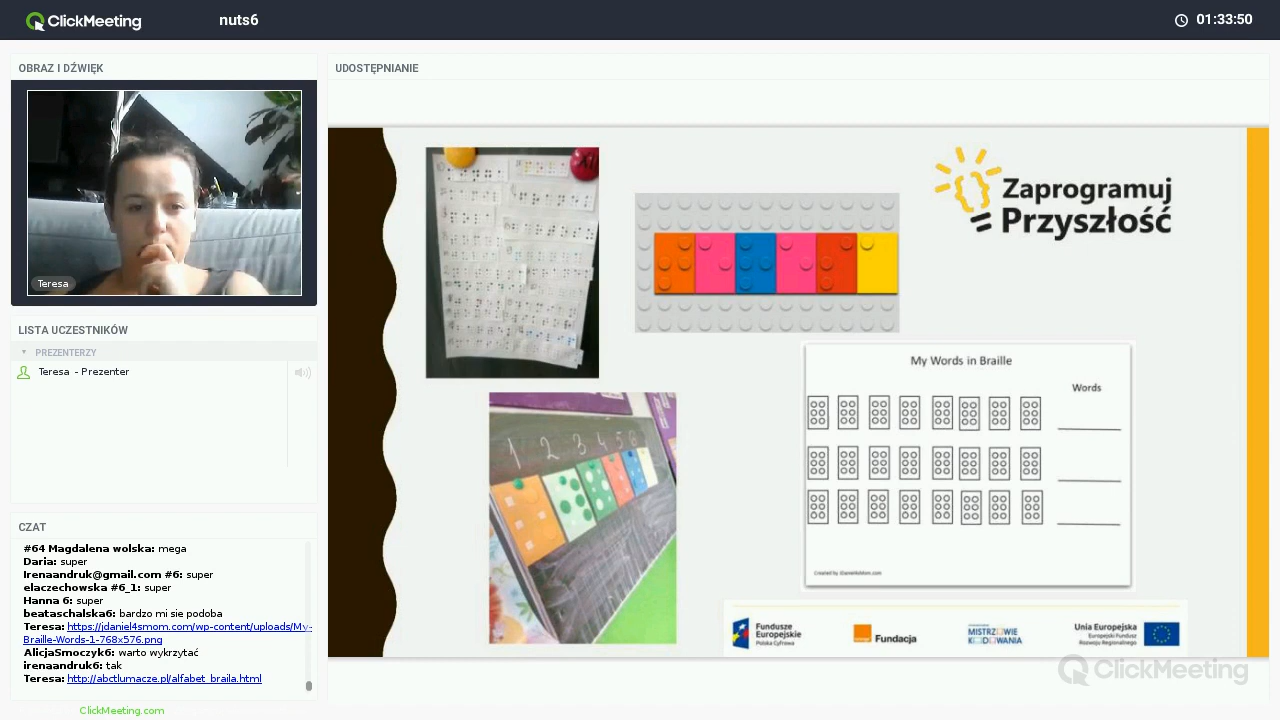 ClickMeeting
nuts6
01:33:50
OBRAZ I DŹWIĘK
UDOSTĘPNIANIE
Teresa
LISTA UCZESTNIKÓW
PREZENTERZY
Teresa - Prezenter
CZAT
#64 Magdalena wolska: mega
Daria: super
Irenaandruk@gmail.com #6: super
elaczechowska #6_1: super
Hanna 6: super
beataschalska6: bardzo mi sie podoba
Teresa: https://jdaniel4smom.com/wp-content/uploads/My-
Braille-Words-1-768x576.png
AlicjaSmoczyk6: warto wykrzytać
irenaandruk6: tak
Teresa: http://abctlumacze.pl/alfabet_braila.html
ClickMeeting.com
Zaprogramuj
Przyszłość
1 2 3 4 5 6
My Words in Braille
Words
Created by JDaniel4sMom.com
Fundusze
Europejskie
Polska Cyfrowa
Fundacja
MISTRZOWIE
KODOWANIA
Unia Europejska
Europejski Fundusz
Rozwoju Regionalnego
ClickMeeting